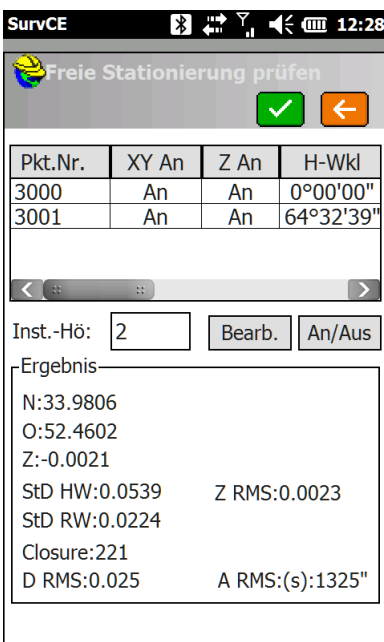 SurvCE 12:28
Freie Stationierung prüfen
Pkt.Nr. XY An Z An H-Wkl
3000 An An 0°00'00"
3001 An An 64°32'39"
Inst.-Hö: 2 Bearb. An/Aus
Ergebnis
N:33.9806
O:52.4602
Z:-0.0021
StD HW:0.0539 Z RMS:0.0023
StD RW:0.0224
Closure:221
D RMS:0.025 A RMS:(s):1325"